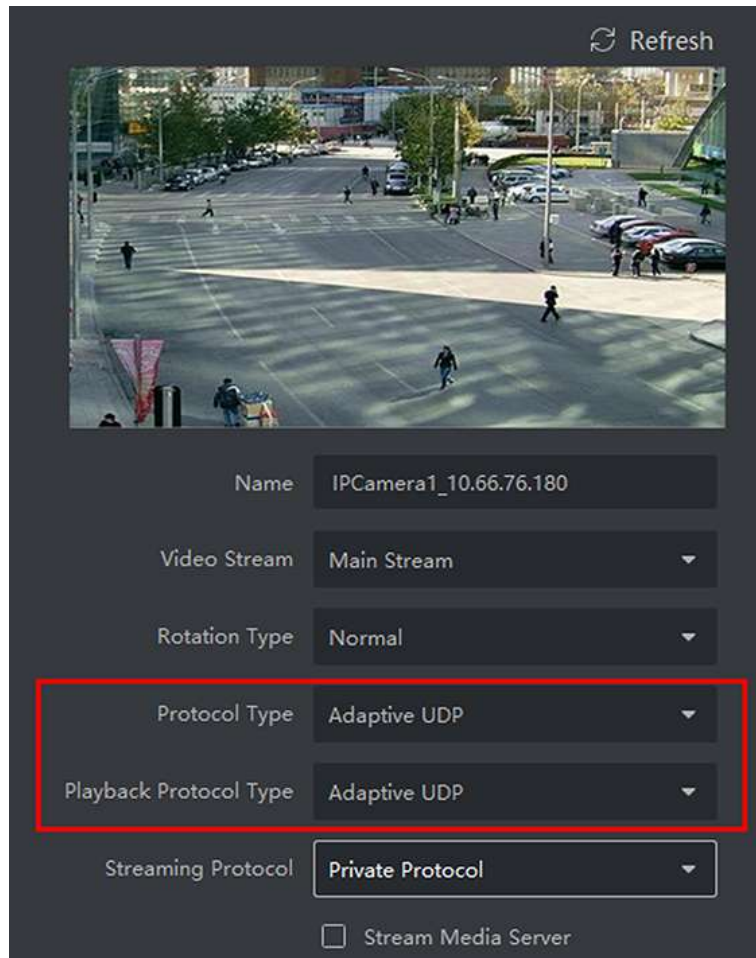 Refresh
Name IPCamera1_10.66.76.180
Video Stream Main Stream
Rotation Type Normal
Protocol Type Adaptive UDP
Playback Protocol Type Adaptive UDP
Streaming Protocol Private Protocol
Stream Media Server